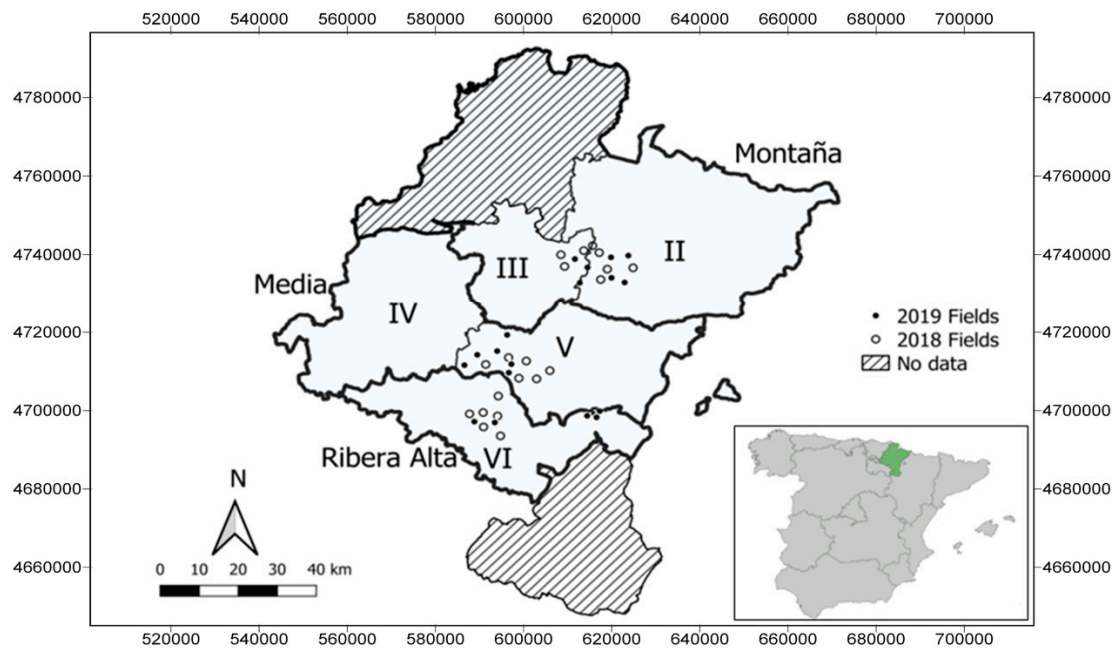 520000 540000 560000 580000 600000 620000 640000 660000 680000 700000
4780000 4780000
Montaña
4760000 4760000
4740000 III II 4740000
Media
IV
2019 Fields
4720000 V 2018 Fields 4720000
No data
4700000 4700000
Ribera Alta VI
N
4680000 4680000
0 10 20 30 40 km
4660000 4660000
520000 540000 560000 580000 600000 620000 640000 660000 680000 700000